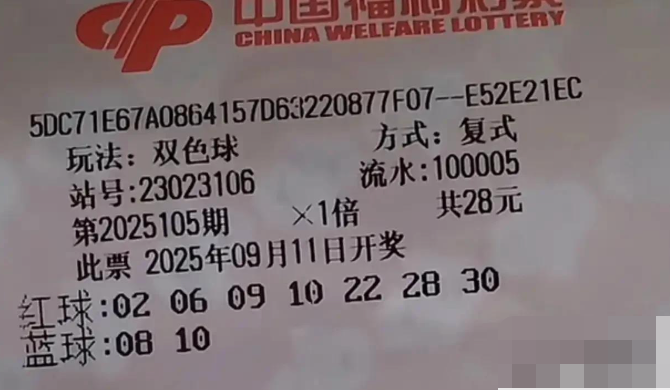 中国福利彩票
CHINA WELFARE LOTTERY
5DC71E67A0864157D63220877F07--E52E21EC
玩法：双色球 方式：复式
站号:23023106 流水:100005
第2025105期 ×1倍 共28元
此票 2025年09月11日开奖
红球:02 06 09 10 22 28 30
蓝球:08 10